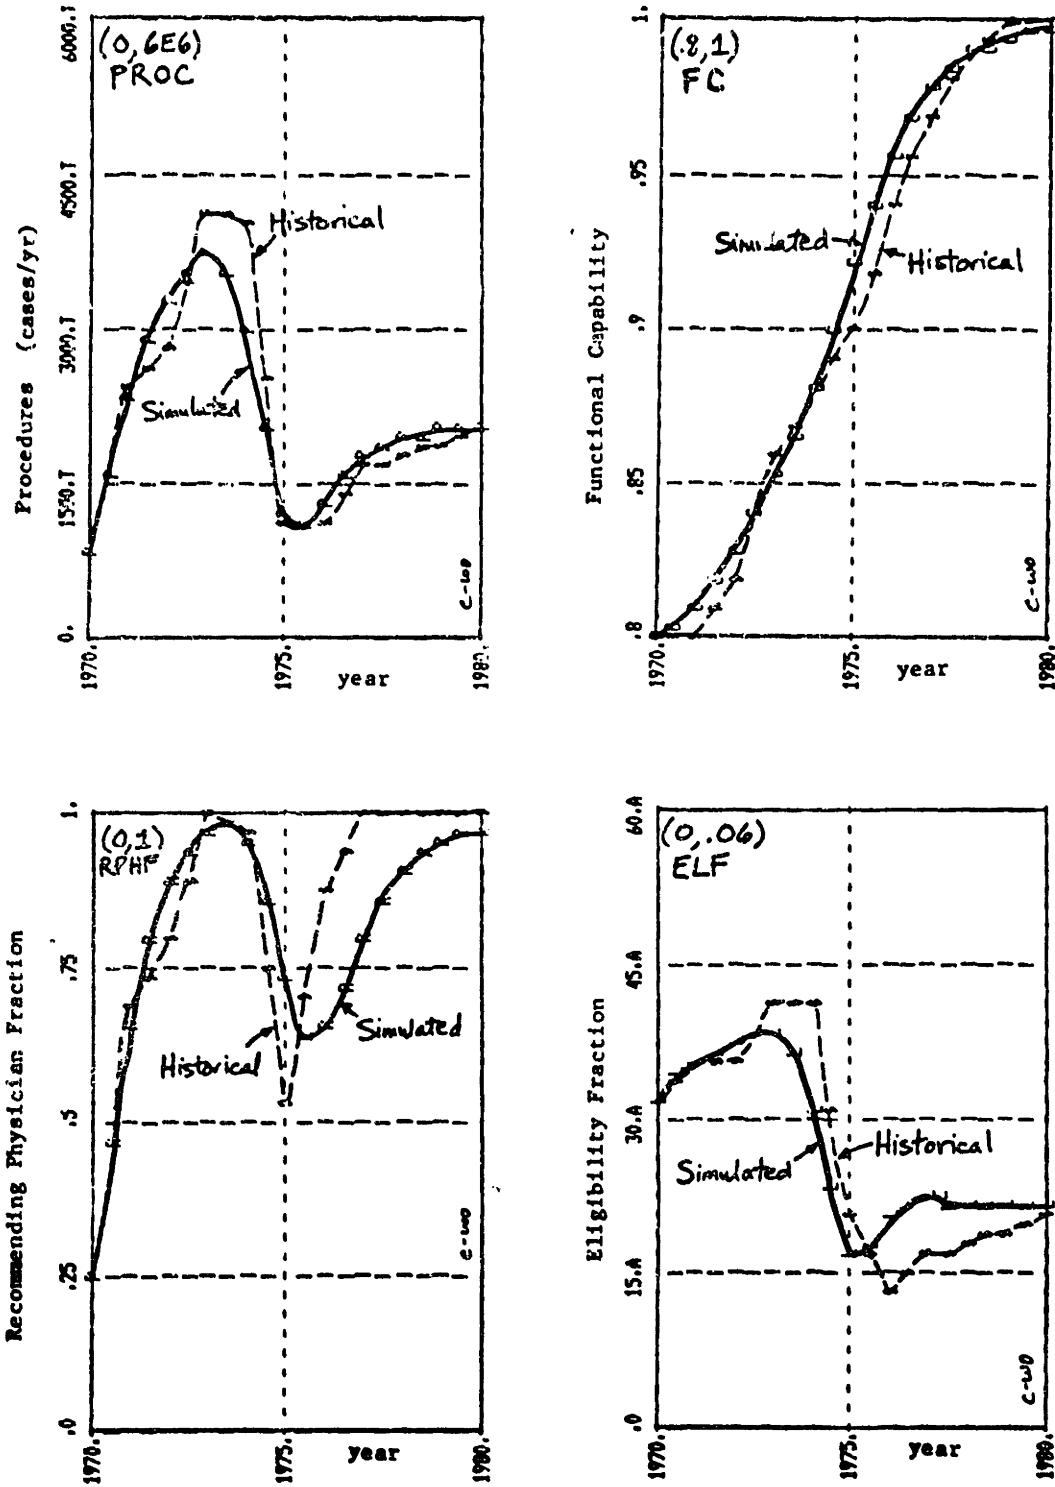 Procedures (cases/yr)
6000.T
4500.T
3000.T
1500.T
0.
(0, 6E6)
PROC
Historical
Simulated
c-wo
1970.
1975.
1980.
year
Functional Capability
1.
.95
.9
.85
.8
(.8,1)
FC
Simulated
Historical
c-wo
1970.
1975.
1980.
year
Recommending Physician Fraction
1.
.75
.5
.25
.0
(0,1)
RPHF
Historical
Simulated
c-wo
1970.
1975.
1980.
year
Eligibility Fraction
60.A
45.A
30.A
15.A
.0
(0,.06)
ELF
Historical
Simulated
c-wo
1970.
1975.
1980.
year